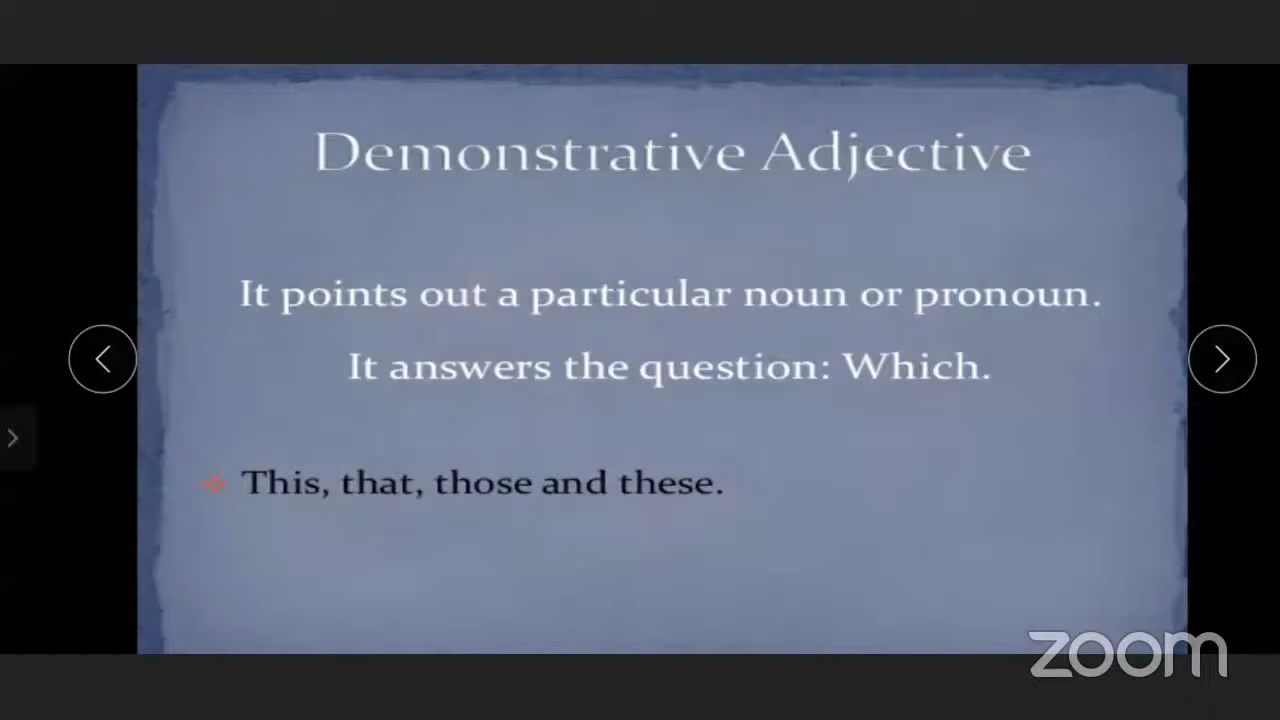 Demonstrative Adjective
It points out a particular noun or pronoun.
It answers the question: Which.
This, that, those and these.
zoom